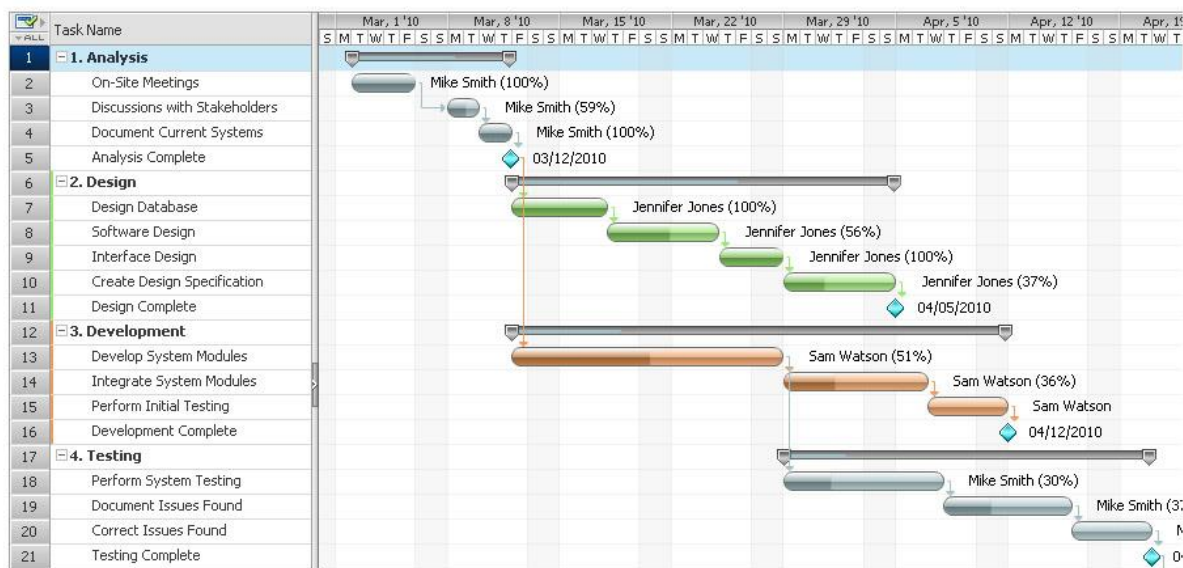 Mar, 1 '10 Mar, 8 '10 Mar, 15 '10 Mar, 22 '10 Mar, 29 '10 Apr, 5 '10 Apr, 12 '10 Apr, 19
ALL Task Name
S M T W T F S S M T W T F S S M T W T F S S M T W T F S S M T W T F S S M T W T F S S M T W T F S S M T W T
1 1. Analysis
2 On-Site Meetings Mike Smith (100%)
3 Discussions with Stakeholders Mike Smith (59%)
4 Document Current Systems Mike Smith (100%)
5 Analysis Complete 03/12/2010
6 2. Design
7 Design Database Jennifer Jones (100%)
8 Software Design Jennifer Jones (56%)
9 Interface Design Jennifer Jones (100%)
10 Create Design Specification Jennifer Jones (37%)
11 Design Complete 04/05/2010
12 3. Development
13 Develop System Modules Sam Watson (51%)
14 Integrate System Modules Sam Watson (36%)
15 Perform Initial Testing Sam Watson
16 Development Complete 04/12/2010
17 4. Testing
18 Perform System Testing Mike Smith (30%)
19 Document Issues Found Mike Smith (37
20 Correct Issues Found
21 Testing Complete